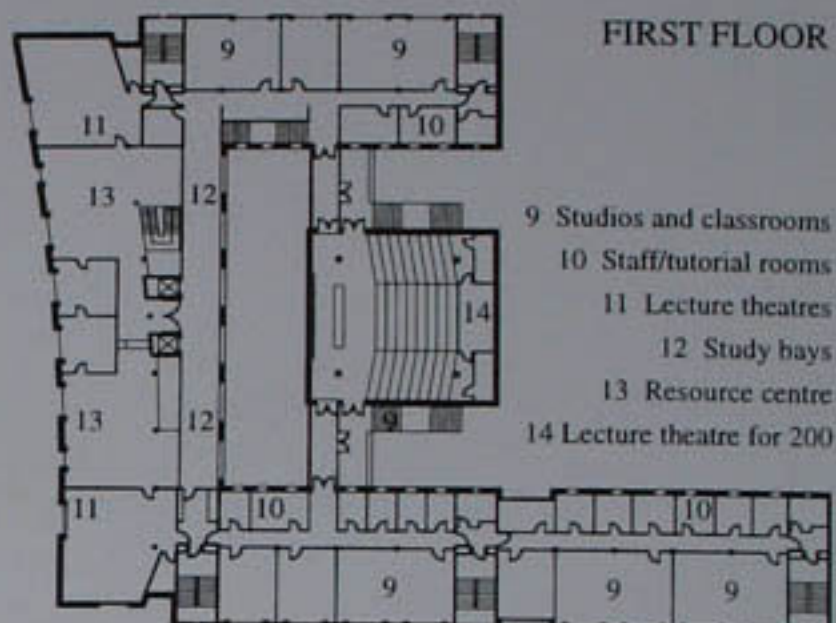 FIRST FLOOR
9
9
11
10
13
12
9 Studios and classrooms
10 Staff/tutorial rooms
11 Lecture theatres
14
12 Study bays
13 Resource centre
13
12
9
14 Lecture theatre for 200
11
10
10
9
9
9